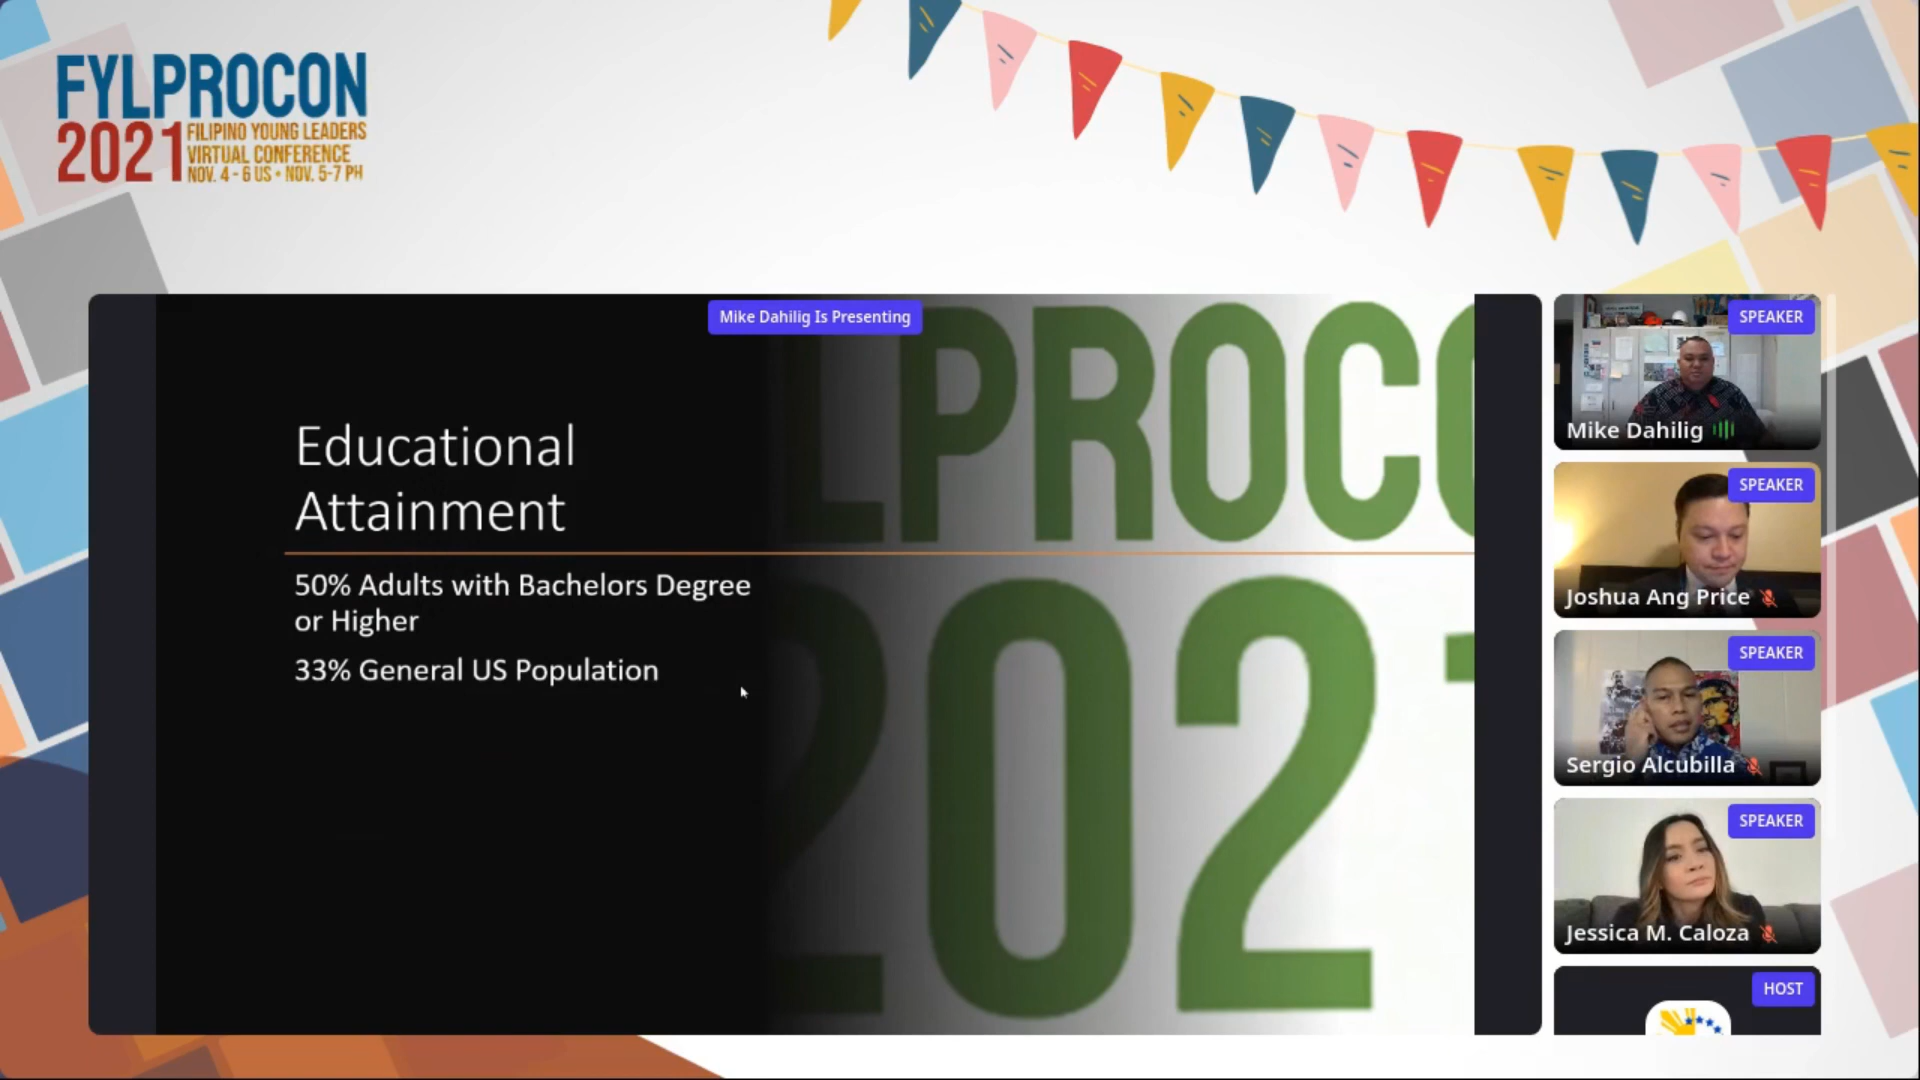 FYLPROCON
2021
FILIPINO YOUNG LEADERS
VIRTUAL CONFERENCE
NOV. 4 - 6 US • NOV. 5-7 PH
Mike Dahilig Is Presenting
LPROCO
2021
Educational
Attainment
50% Adults with Bachelors Degree
or Higher
33% General US Population
SPEAKER
Mike Dahilig
SPEAKER
Joshua Ang Price
SPEAKER
Sergio Alcubilla
SPEAKER
Jessica M. Caloza
HOST